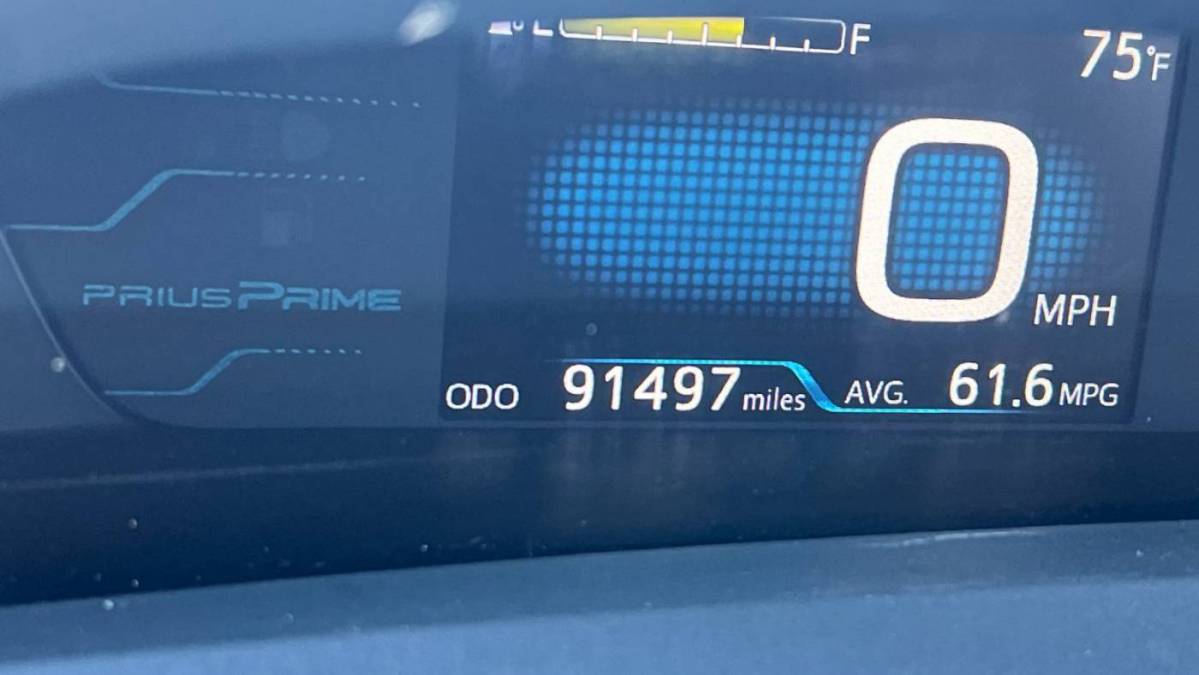 E F
75°F
0 MPH
PRIUS PRIME
ODO 91497 miles AVG. 61.6 MPG